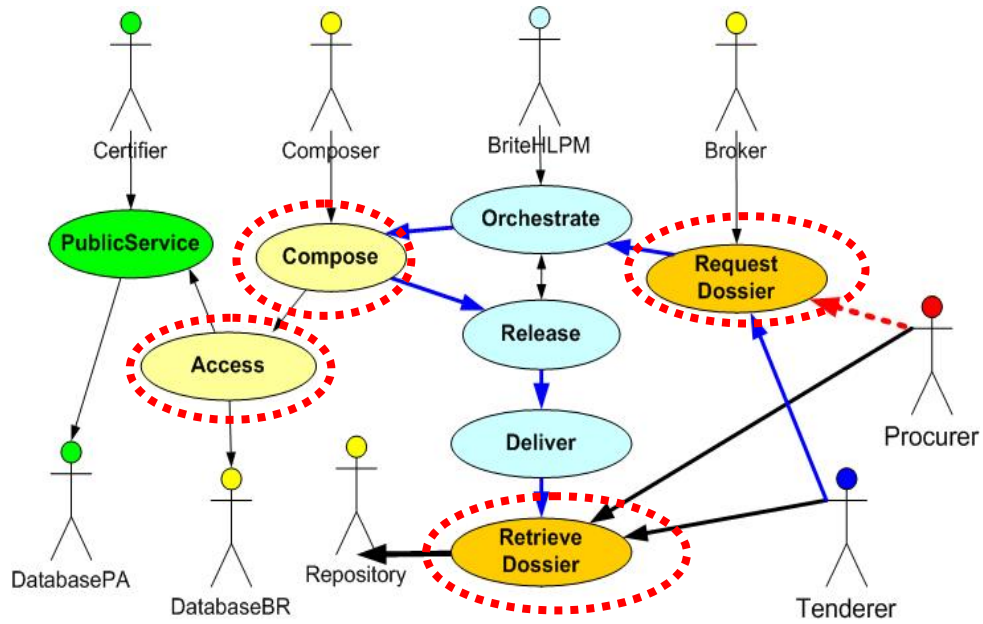 Certifier
Composer
BriteHLPM
Broker
PublicService
Compose
Orchestrate
Request
Dossier
Access
Release
Procurer
Deliver
Retrieve
Dossier
DatabasePA
DatabaseBR
Repository
Tenderer